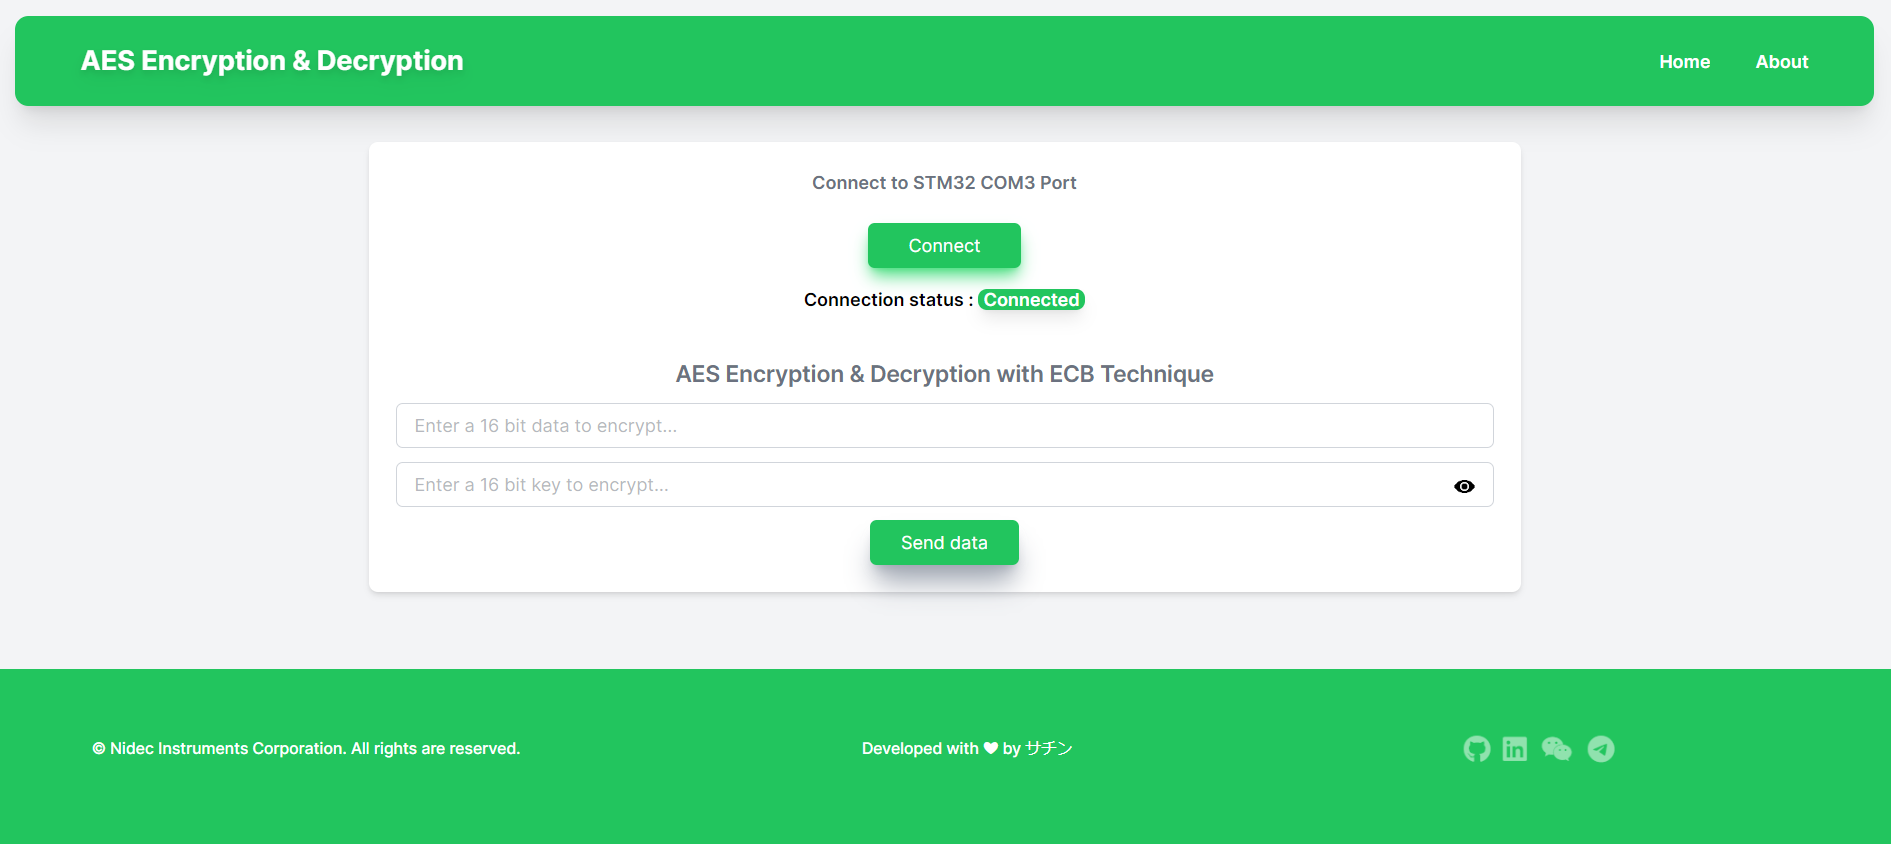 AES Encryption & Decryption
Home
About
Connect to STM32 COM3 Port
Connect
Connection status : Connected
AES Encryption & Decryption with ECB Technique
Enter a 16 bit data to encrypt...
Enter a 16 bit key to encrypt...
Send data
© Nidec Instruments Corporation. All rights are reserved.
Developed with ❤ by サチン
in